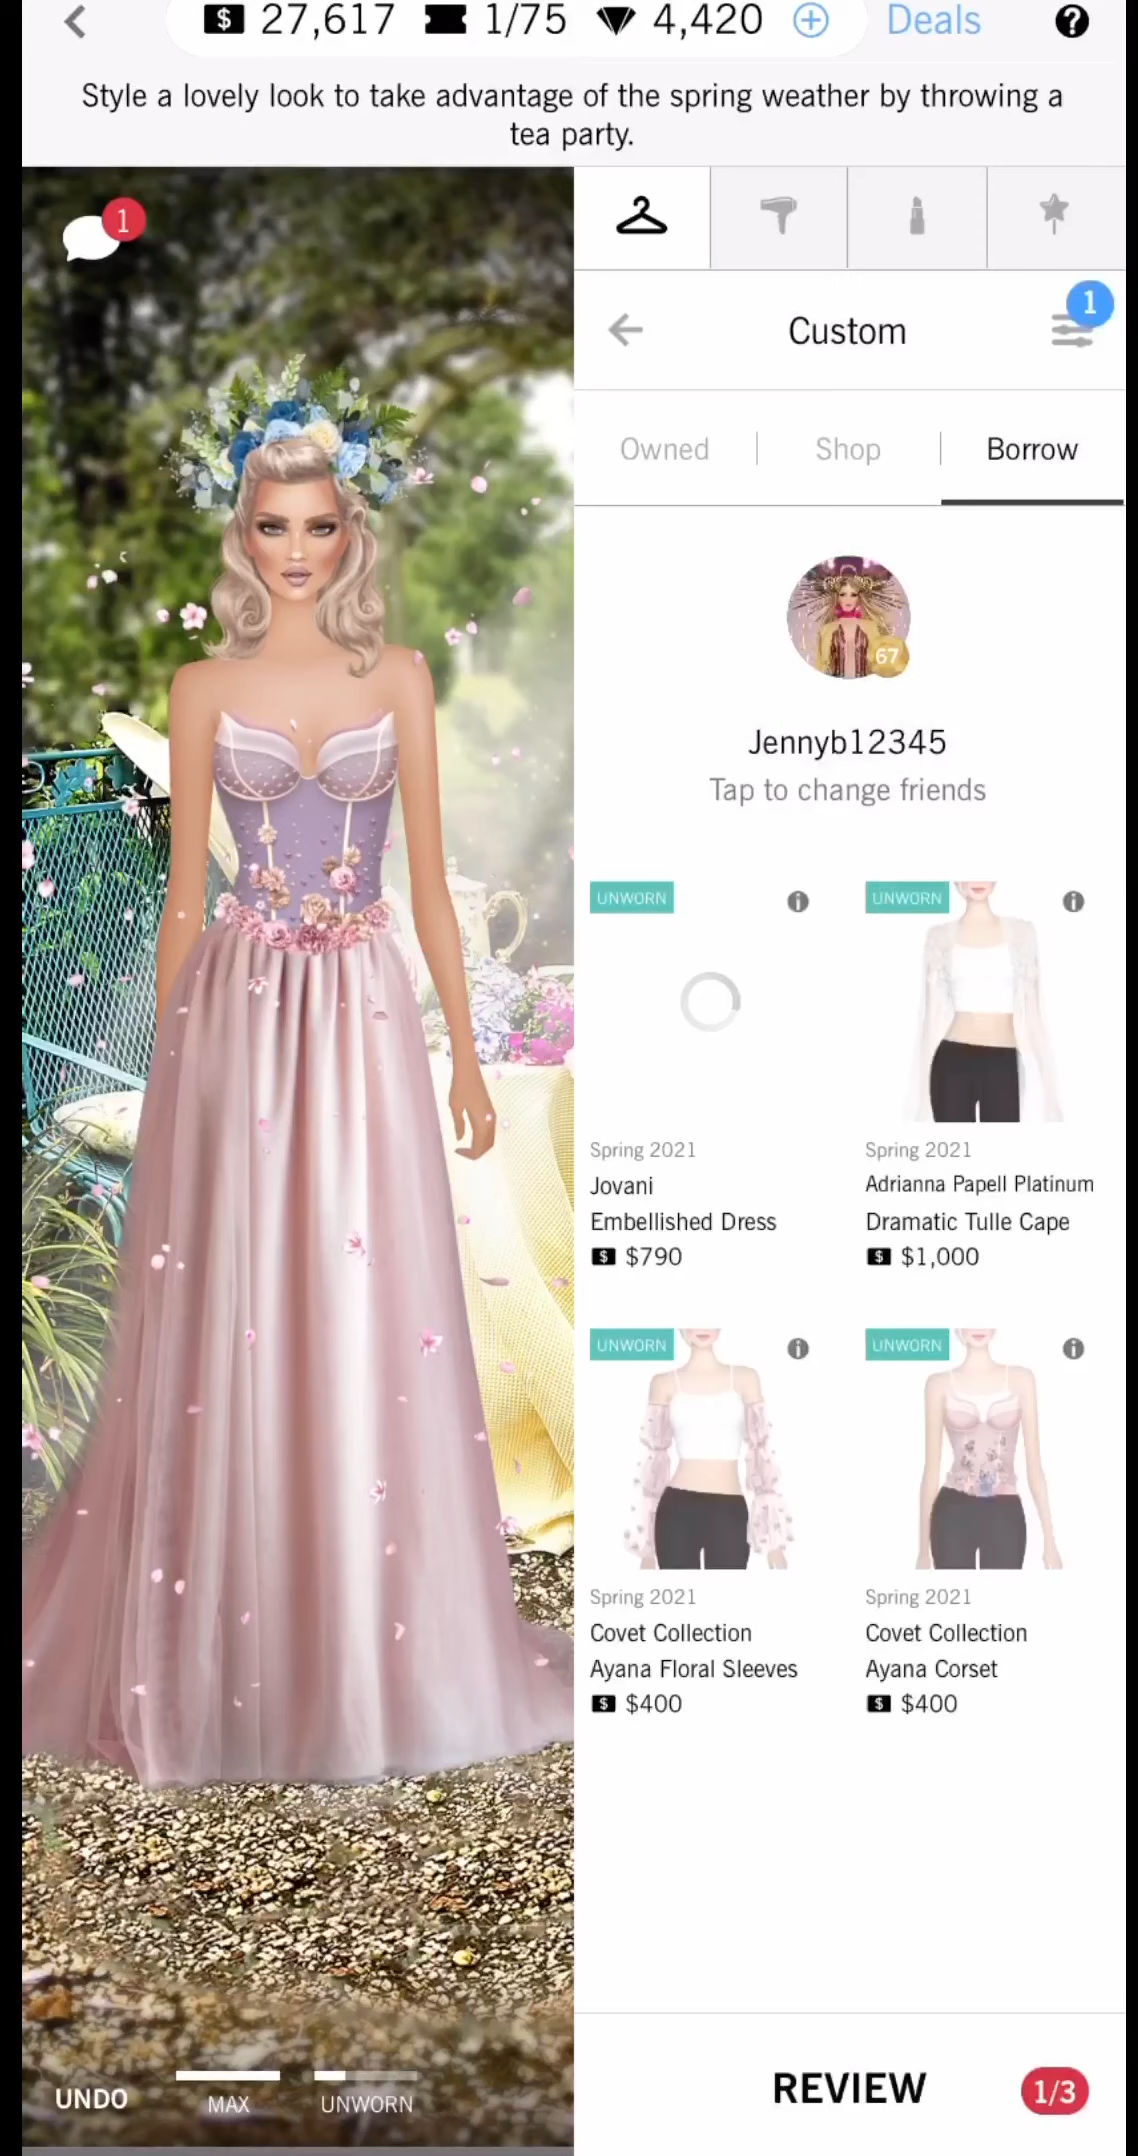 27,617 1/75 4,420 Deals ?
Style a lovely look to take advantage of the spring weather by throwing a
tea party.
1
1
Custom
Owned Shop Borrow
67
Jennyb12345
Tap to change friends
UNWORN UNWORN
Spring 2021 Spring 2021
Jovani Adrianna Papell Platinum
Embellished Dress Dramatic Tulle Cape
$ $790 $ $1,000
UNWORN UNWORN
Spring 2021 Spring 2021
Covet Collection Covet Collection
Ayana Floral Sleeves Ayana Corset
$ $400 $ $400
UNDO MAX UNWORN REVIEW 1/3